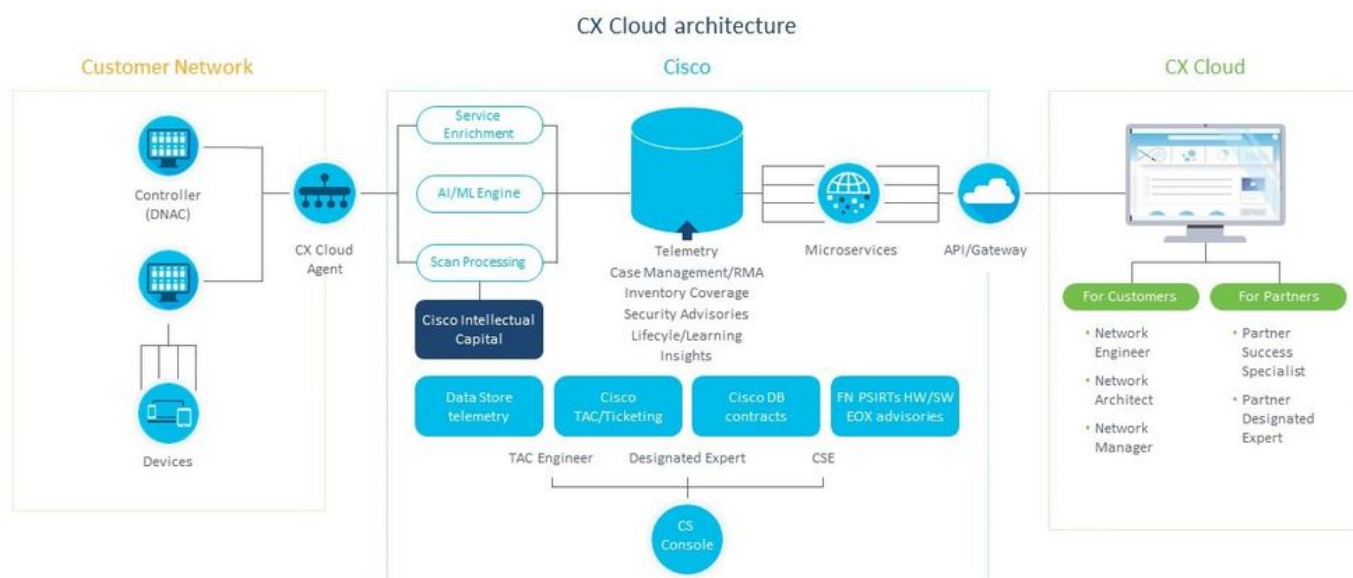 CX Cloud architecture
Customer Network
Controller
(DNAC)
Devices
CX Cloud
Agent
Cisco
Service
Enrichment
AI/ML Engine
Scan Processing
Cisco Intellectual
Capital
Telemetry
Case Management/RMA
Inventory Coverage
Security Advisories
Lifecyle/Learning
Insights
Microservices
API/Gateway
Data Store
telemetry
Cisco
TAC/Ticketing
Cisco DB
contracts
FN PSIRTs HW/SW
EOX advisories
TAC Engineer
Designated Expert
CSE
CS
Console
CX Cloud
For Customers
• Network
Engineer
• Network
Architect
• Network
Manager
For Partners
• Partner
Success
Specialist
• Partner
Designated
Expert